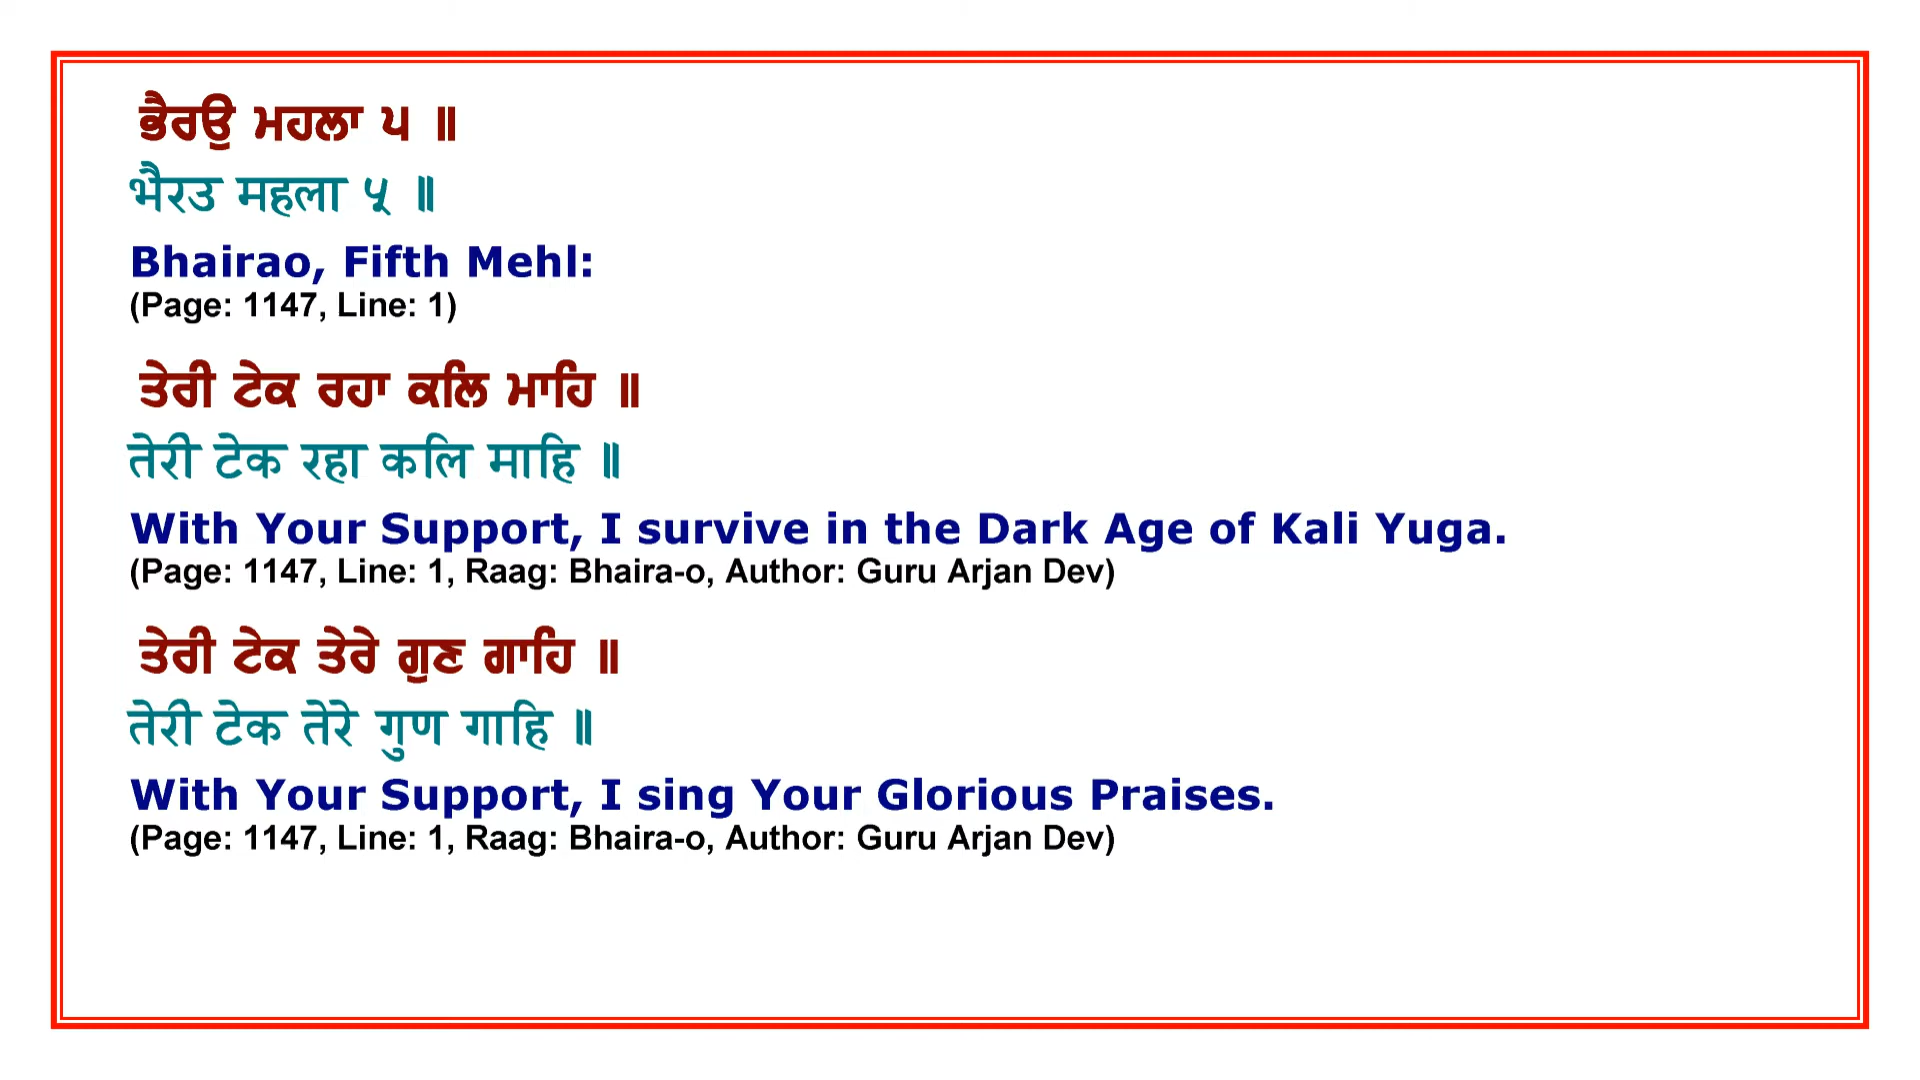 ਭੈਰਉ ਮਹਲਾ ੫ ॥
भैरउ महला ५ ॥
Bhairao, Fifth Mehl:
(Page: 1147, Line: 1)
ਤੇਰੀ ਟੇਕ ਰਹਾ ਕਲਿ ਮਾਹਿ ॥
तेरी टेक रहा कलि माहि ॥
With Your Support, I survive in the Dark Age of Kali Yuga.
(Page: 1147, Line: 1, Raag: Bhaira-o, Author: Guru Arjan Dev)
ਤੇਰੀ ਟੇਕ ਤੇਰੇ ਗੁਣ ਗਾਹਿ ॥
तेरी टेक तेरे गुण गाहि ॥
With Your Support, I sing Your Glorious Praises.
(Page: 1147, Line: 1, Raag: Bhaira-o, Author: Guru Arjan Dev)